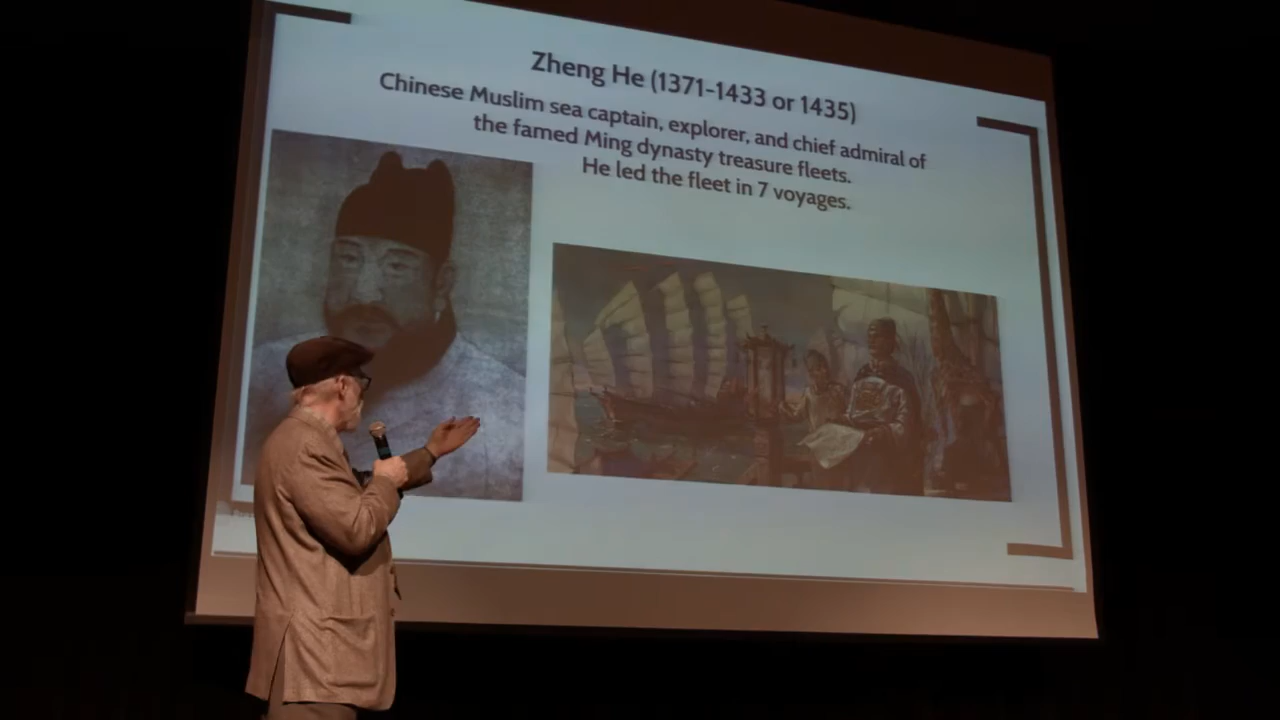 Zheng He (1371-1433 or 1435)
Chinese Muslim sea captain, explorer, and chief admiral of
the famed Ming dynasty treasure fleets.
He led the fleet in 7 voyages.